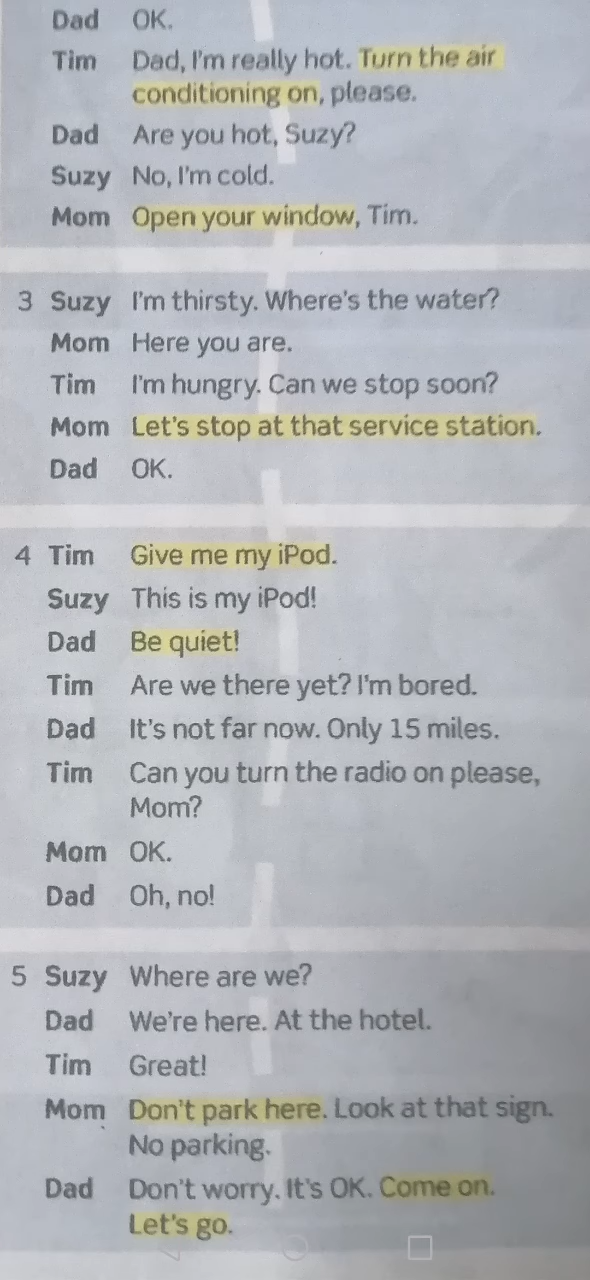 Dad OK.
Tim Dad, I'm really hot. Turn the air
conditioning on, please.
Dad Are you hot, Suzy?
Suzy No, I'm cold.
Mom Open your window, Tim.
3 Suzy I'm thirsty. Where's the water?
Mom Here you are.
Tim I'm hungry. Can we stop soon?
Mom Let's stop at that service station.
Dad OK.
4 Tim Give me my iPod.
Suzy This is my iPod!
Dad Be quiet!
Tim Are we there yet? I'm bored.
Dad It's not far now. Only 15 miles.
Tim Can you turn the radio on please,
Mom?
Mom OK.
Dad Oh, no!
5 Suzy Where are we?
Dad We're here. At the hotel.
Tim Great!
Mom Don't park here. Look at that sign.
No parking.
Dad Don't worry. It's OK. Come on.
Let's go.